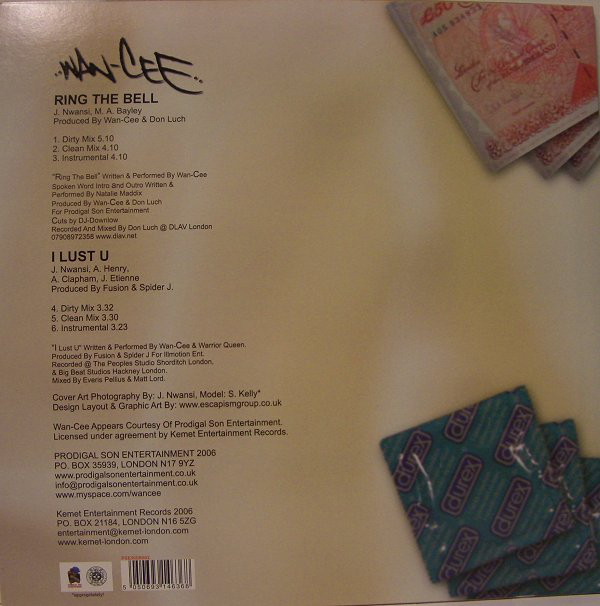 ..WAN-CEE..
RING THE BELL
J. Nwansi, M. A. Bayley
Produced By Wan-Cee & Don Luch
1. Dirty Mix 5.10
2. Clean Mix 4.10
3. Instrumental 4.10
"Ring The Bell" Written & Performed By Wan-Cee
Spoken Word Intro and Outro Written &
Performed By Natalie Maddix
Produced By Wan-Cee & Don Luch
For Prodigal Son Entertainment
Cuts by DJ-Downlow
Recorded And Mixed By Don Luch @ DLAV London
07908972358 www.dlav.net
I LUST U
J. Nwansi, A. Henry,
A. Clapham, J. Etienne
Produced By Fusion & Spider J.
4. Dirty Mix 3.32
5. Clean Mix 3.30
6. Instrumental 3.23
"I Lust U" Written & Performed By Wan-Cee & Warrior Queen.
Produced By Fusion & Spider J For Illmotion Ent.
Recorded @ The Peoples Studio Shorditch London,
& Big Beat Studios Hackney London.
Mixed By Everis Pellius & Matt Lord.
Cover Art Photography By: J. Nwansi, Model: S. Kelly*
Design Layout & Graphic Art By: www.escapismgroup.co.uk
Wan-Cee Appears Courtesy Of Prodigal Son Entertainment.
Licensed under agreement by Kemet Entertainment Records.
PRODIGAL SON ENTERTAINMENT 2006
PO. BOX 35939, LONDON N17 9YZ
www.prodigalsonentertainment.co.uk
info@prodigalsonentertainment.co.uk
www.myspace.com/wancee
Kemet Entertainment Records 2006
PO. BOX 21184, LONDON N16 5ZG
entertainment@kemet-london.com
www.kemet-london.com
5 050693 146368
*appropriately!
£50
London
durex
durex
durex
durex